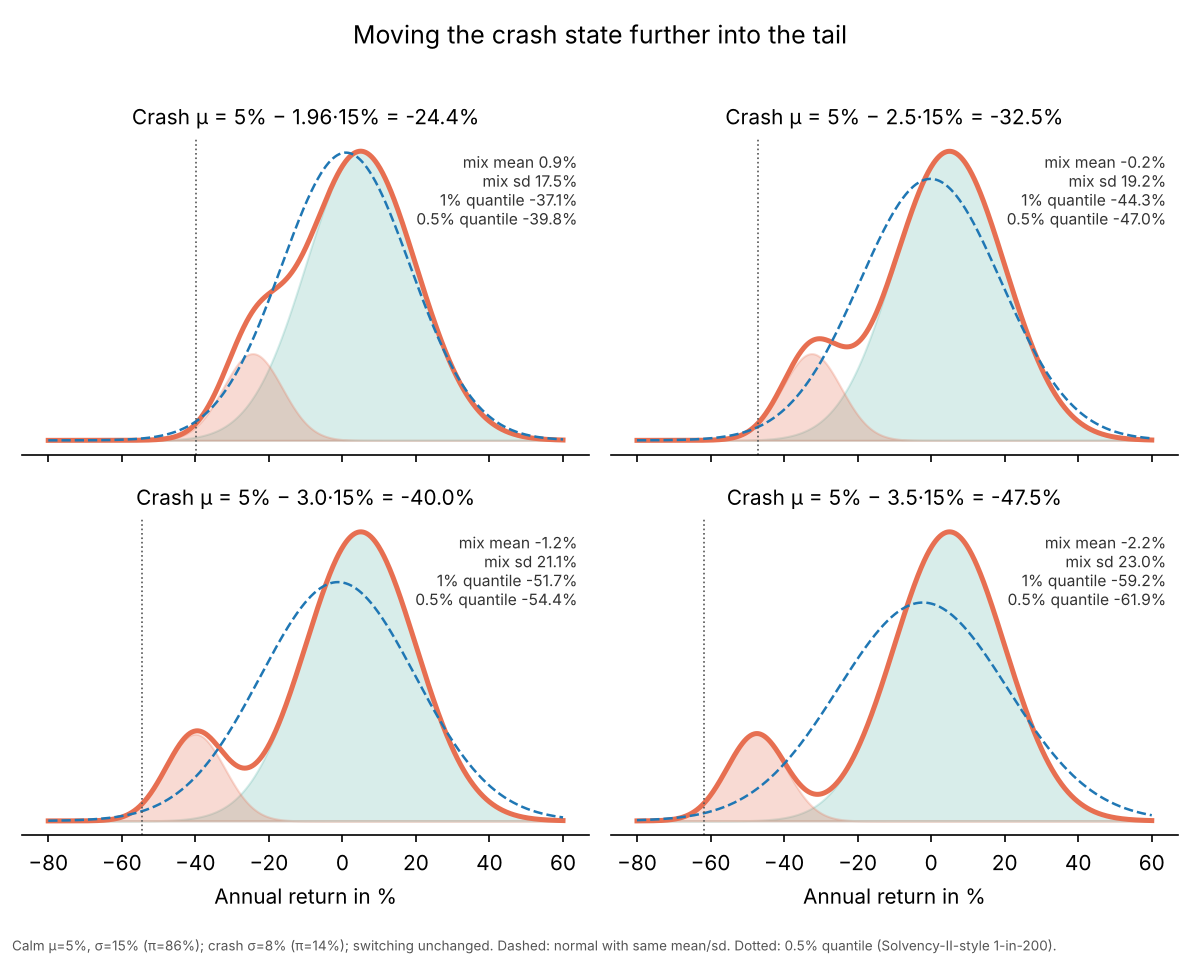 Moving the crash state further into the tail
Crash μ = 5% − 1.96·15% = -24.4%
mix mean 0.9%
mix sd 17.5%
1% quantile -37.1%
0.5% quantile -39.8%
Crash μ = 5% − 2.5·15% = -32.5%
mix mean -0.2%
mix sd 19.2%
1% quantile -44.3%
0.5% quantile -47.0%
Crash μ = 5% − 3.0·15% = -40.0%
mix mean -1.2%
mix sd 21.1%
1% quantile -51.7%
0.5% quantile -54.4%
−80 −60 −40 −20 0 20 40 60
Annual return in %
Crash μ = 5% − 3.5·15% = -47.5%
mix mean -2.2%
mix sd 23.0%
1% quantile -59.2%
0.5% quantile -61.9%
−80 −60 −40 −20 0 20 40 60
Annual return in %
Calm μ=5%, σ=15% (π=86%); crash σ=8% (π=14%); switching unchanged. Dashed: normal with same mean/sd. Dotted: 0.5% quantile (Solvency-II-style 1-in-200).